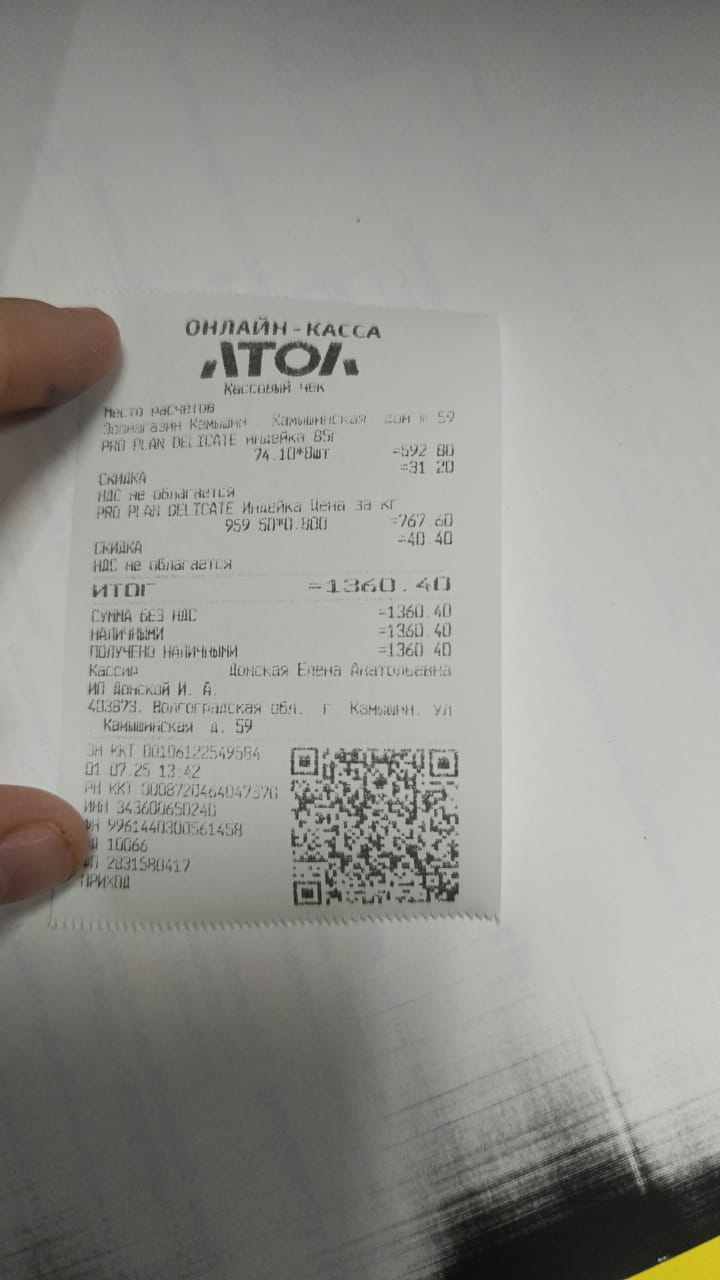 ОНЛАЙН-КАССА
АТОЛ
Кассовый чек
Место расчетов
Зоомагазин Камышин Камышинская дом № 59
PRO PLAN DELICATE индейка 85г
74.10*8шт =592.80
СКИДКА =31.20
НДС не облагается
PRO PLAN DELICATE Индейка Цена за кг
959.50*0.800 =767.60
СКИДКА =40.40
НДС не облагается
ИТОГ =1360.40
СУММА БЕЗ НДС =1360.40
НАЛИЧНЫМИ =1360.40
ПОЛУЧЕНО НАЛИЧНЫМИ =1360.40
Кассир Донская Елена Анатольевна
ИП Донской И. А.
403873, Волгоградская обл. г. Камышин, ул
Камышинская д. 59
ЗН ККТ 00106122549584
01.07.25 13:42
РН ККТ 0008720464047370
ИНН 343600650240
ФН 9961440300561458
10066
2831580417
ПРИХОД